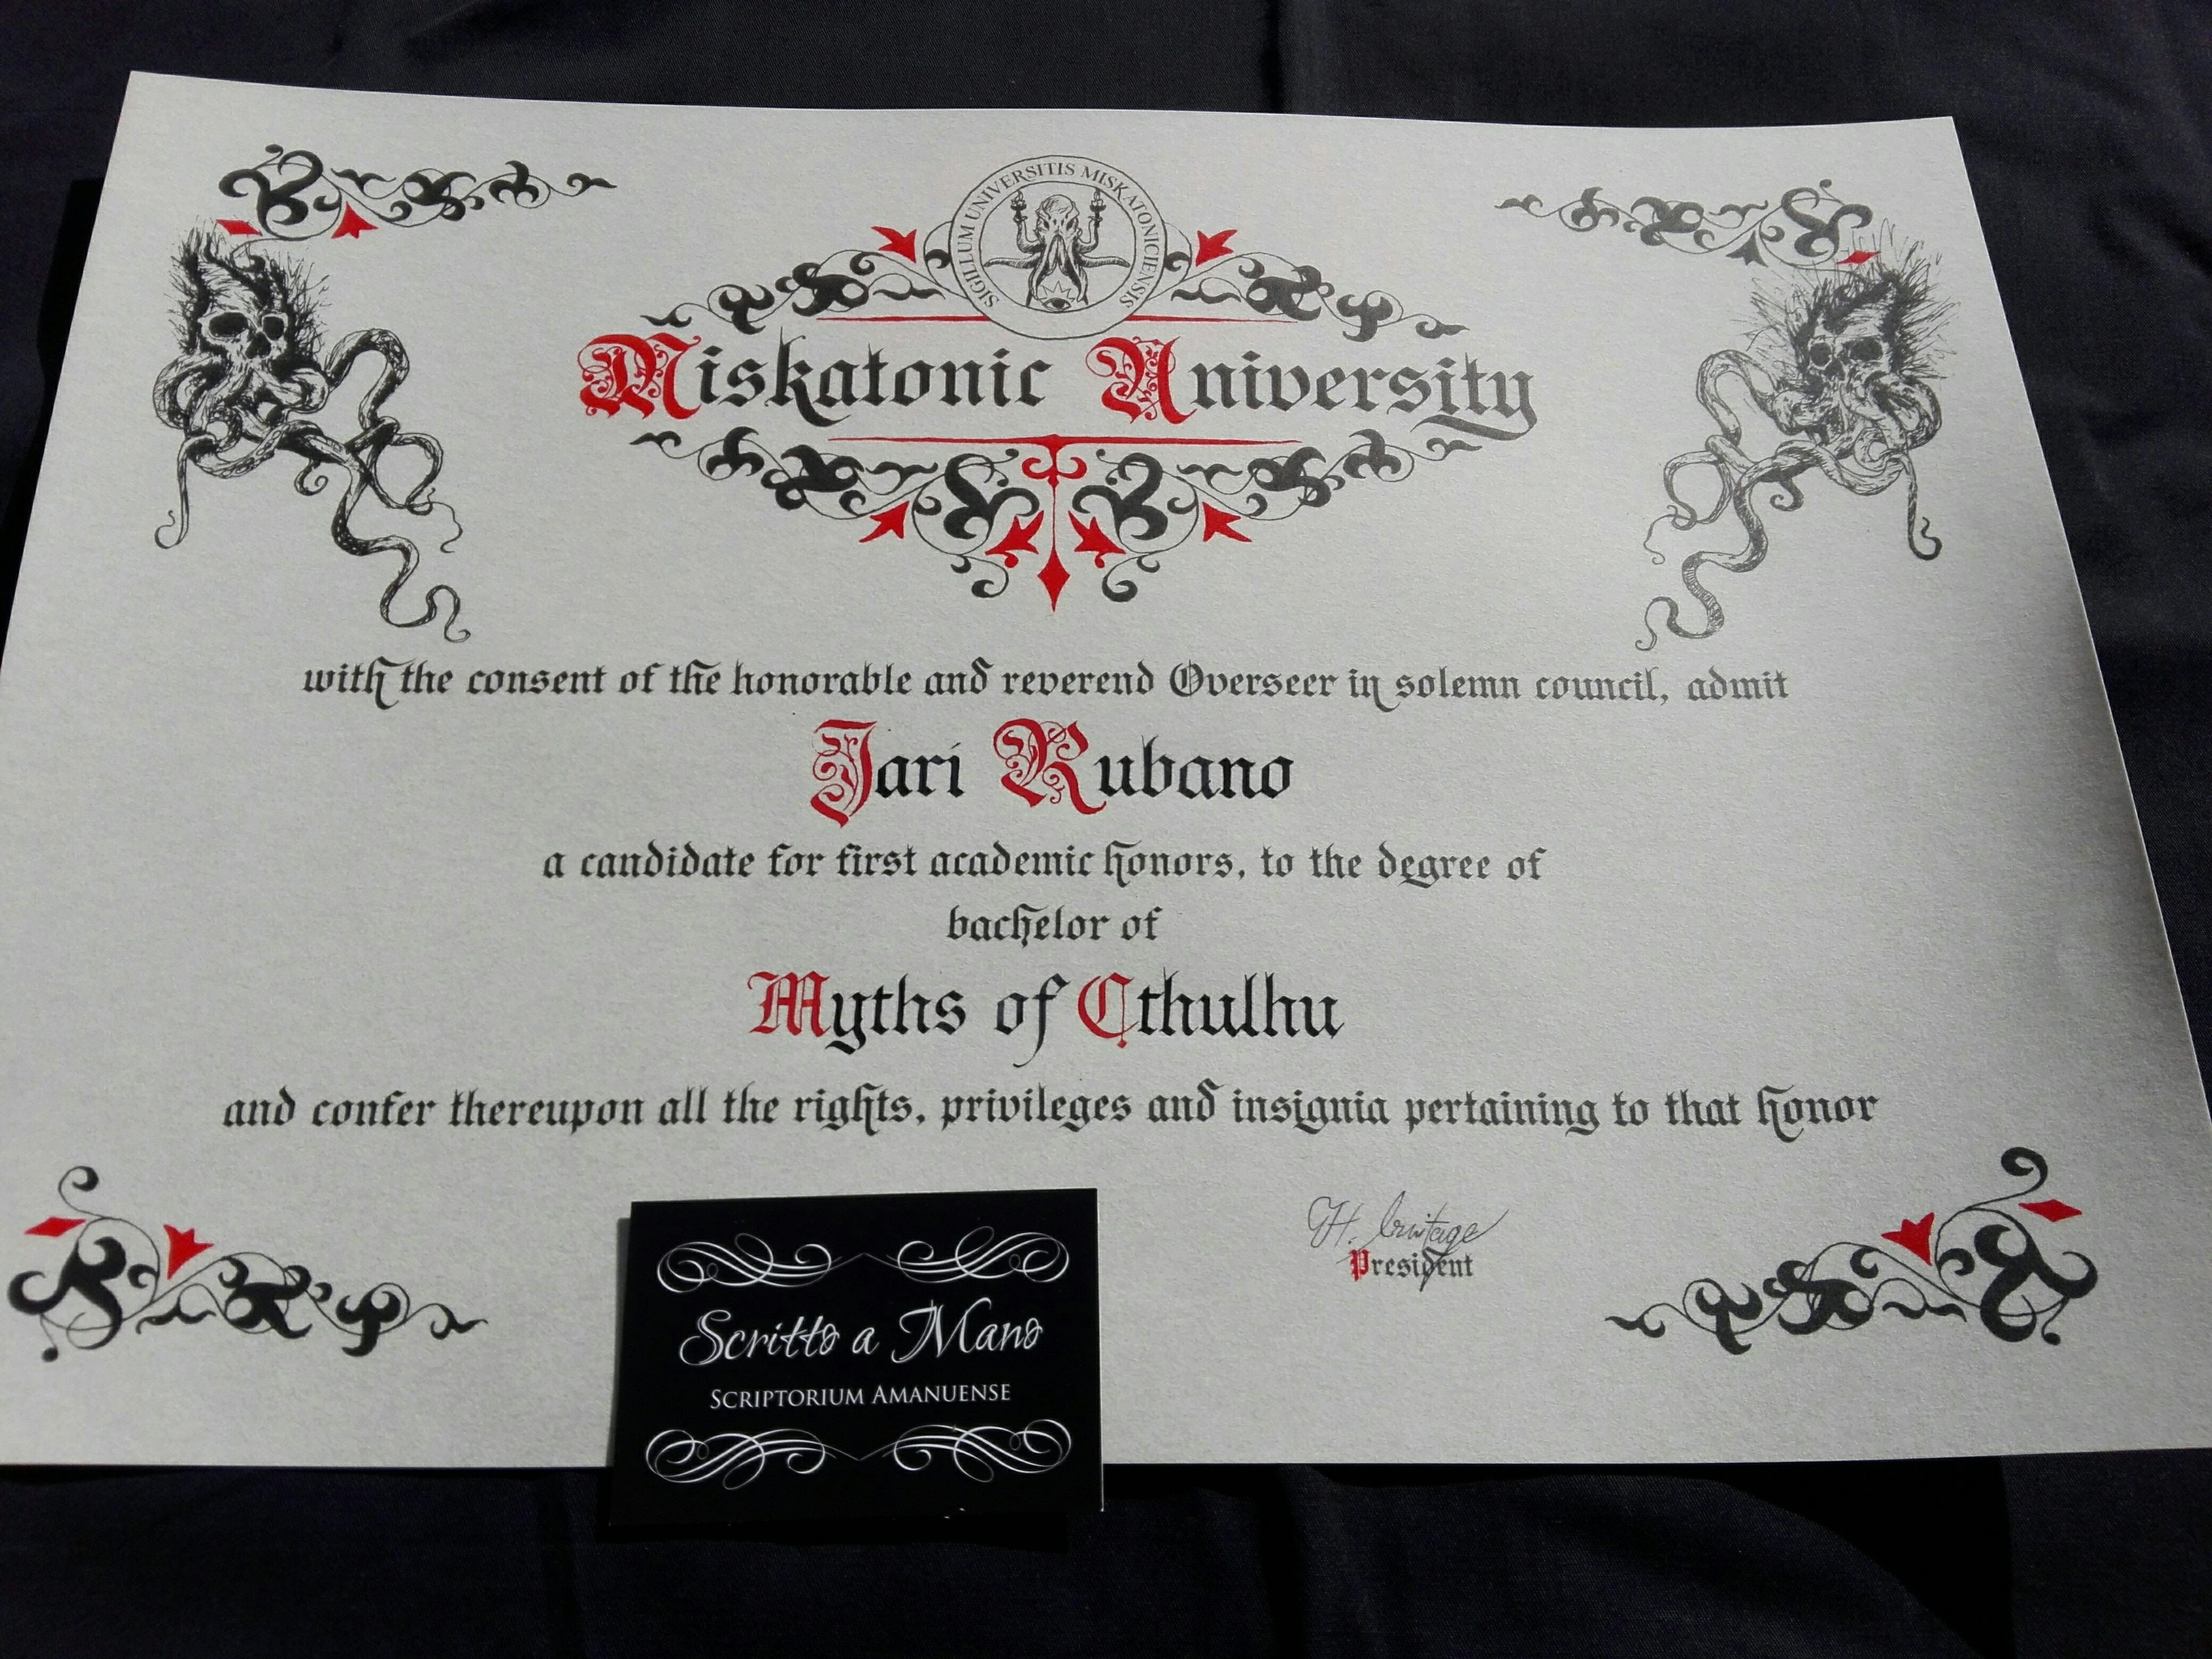 SIGILLUM UNIVERSITIS MISKATONICIENSIS
Miskatonic University
with the consent of the honorable and reverend Overseer in solemn council, admit
Jari Rubano
a candidate for first academic honors, to the degree of
bachelor of
Myths of Cthulhu
and confer thereupon all the rights, privileges and insignia pertaining to that honor
H. Armitage
President
Scritto a Mano
SCRIPTORIUM AMANUENSE